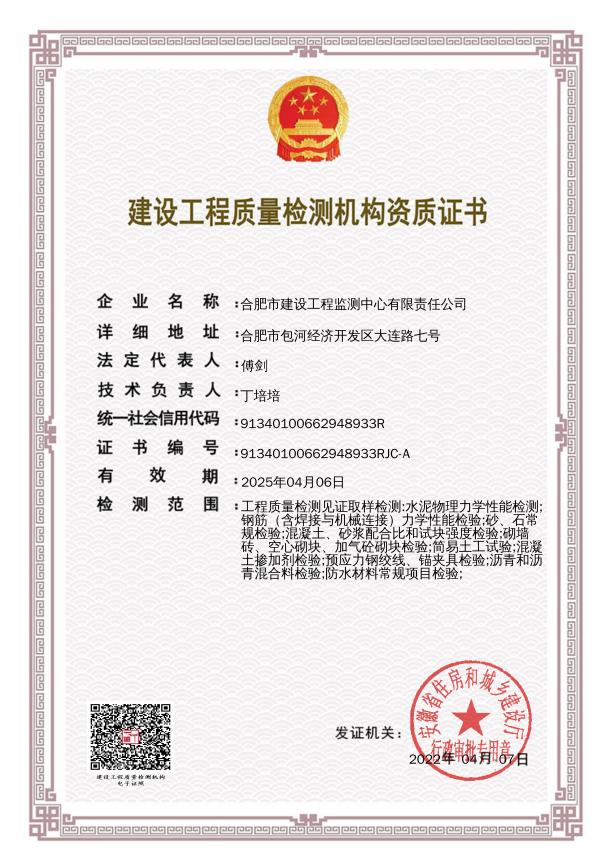 建设工程质量检测机构资质证书
企业名称:合肥市建设工程监测中心有限责任公司
详细地址:合肥市包河经济开发区大连路七号
法定代表人:傅剑
技术负责人:丁培培
统一社会信用代码:91340100662948933R
证书编号:91340100662948933RJC-A
有效期:2025年04月06日
检测范围:工程质量检测见证取样检测:水泥物理力学性能检测;
钢筋（含焊接与机械连接）力学性能检验;砂、石常
规检验;混凝土、砂浆配合比和试块强度检验;砌墙
砖、空心砌块、加气砼砌块检验;简易土工试验;混凝
土掺加剂检验;预应力钢绞线、锚夹具检验;沥青和沥
青混合料检验;防水材料常规项目检验;
安徽省住房和城乡建设厅
发证机关：
行政审批专用章
2022年 04月 07日
建设工程质量检测机构
电子证照